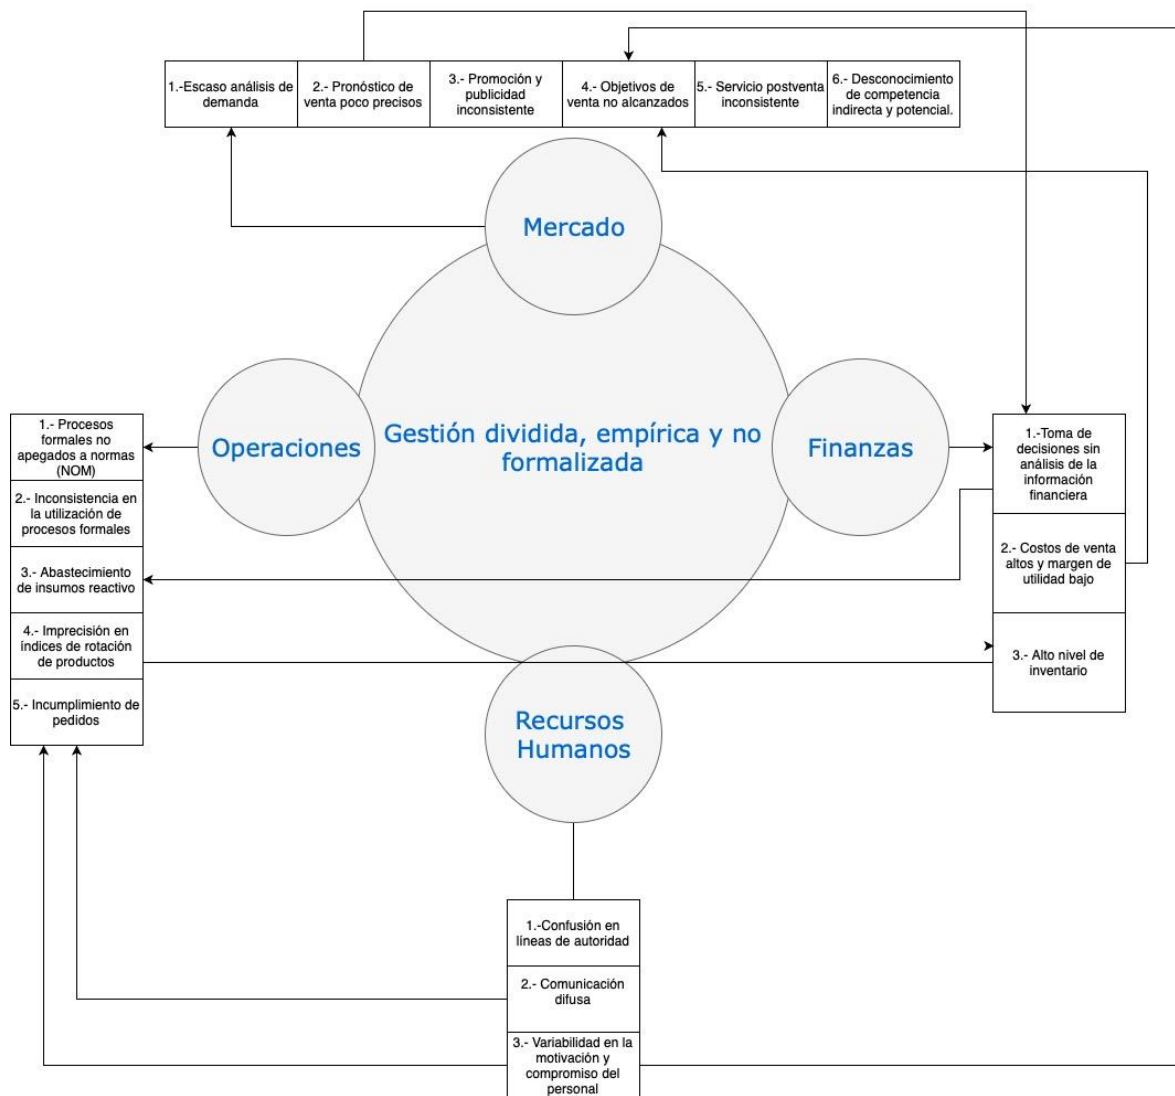 1.-Escaso análisis de
demanda
2.- Pronóstico de
venta poco precisos
3.- Promoción y
publicidad
inconsistente
4.- Objetivos de
venta no alcanzados
5.- Servicio postventa
inconsistente
6.- Desconocimiento
de competencia
indirecta y potencial.
Mercado
Operaciones
Gestión dividida, empírica y no
formalizada
Finanzas
1.- Procesos
formales no
apegados a normas
(NOM)
2.- Inconsistencia en
la utilización de
procesos formales
3.- Abastecimiento
de insumos reactivo
4.- Imprecisión en
índices de rotación
de productos
5.- Incumplimiento de
pedidos
1.-Toma de
decisiones sin
análisis de la
información
financiera
2.- Costos de venta
altos y margen de
utilidad bajo
3.- Alto nivel de
inventario
Recursos
Humanos
1.-Confusión en
líneas de autoridad
2.- Comunicación
difusa
3.- Variabilidad en la
motivación y
compromiso del
personal